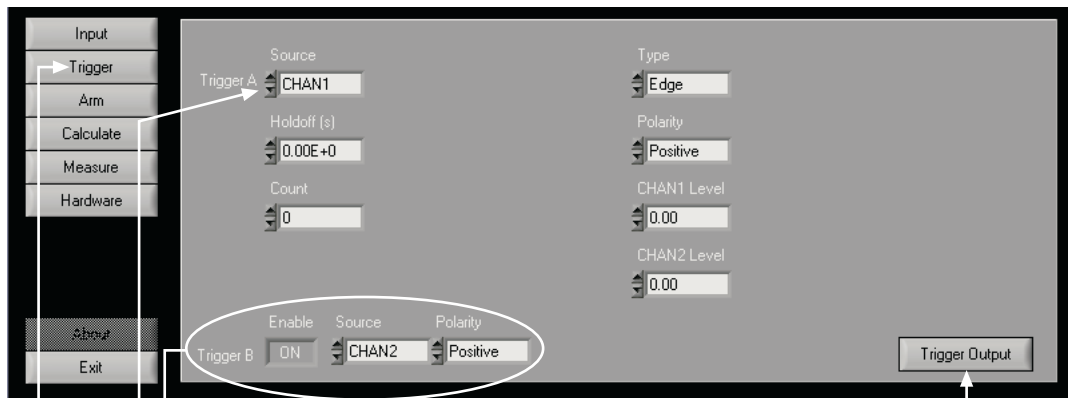 Input
Trigger
Arm
Calculate
Measure
Hardware
About
Exit
Source
Trigger A
CHAN1
Holdoff (s)
0.00E+0
Count
0
Type
Edge
Polarity
Positive
CHAN1 Level
0.00
CHAN2 Level
0.00
Enable Source Polarity
Trigger B ON CHAN2 Positive
Trigger Output